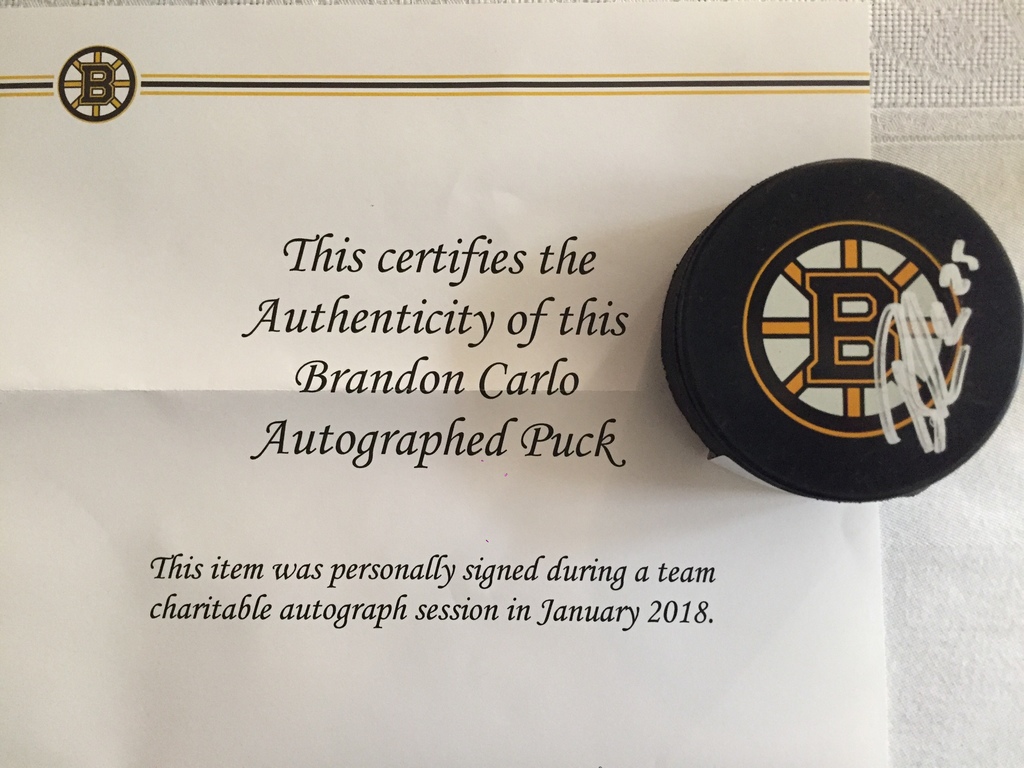 B
This certifies the
Authenticity of this
Brandon Carlo
Autographed Puck
This item was personally signed during a team
charitable autograph session in January 2018.
B
25